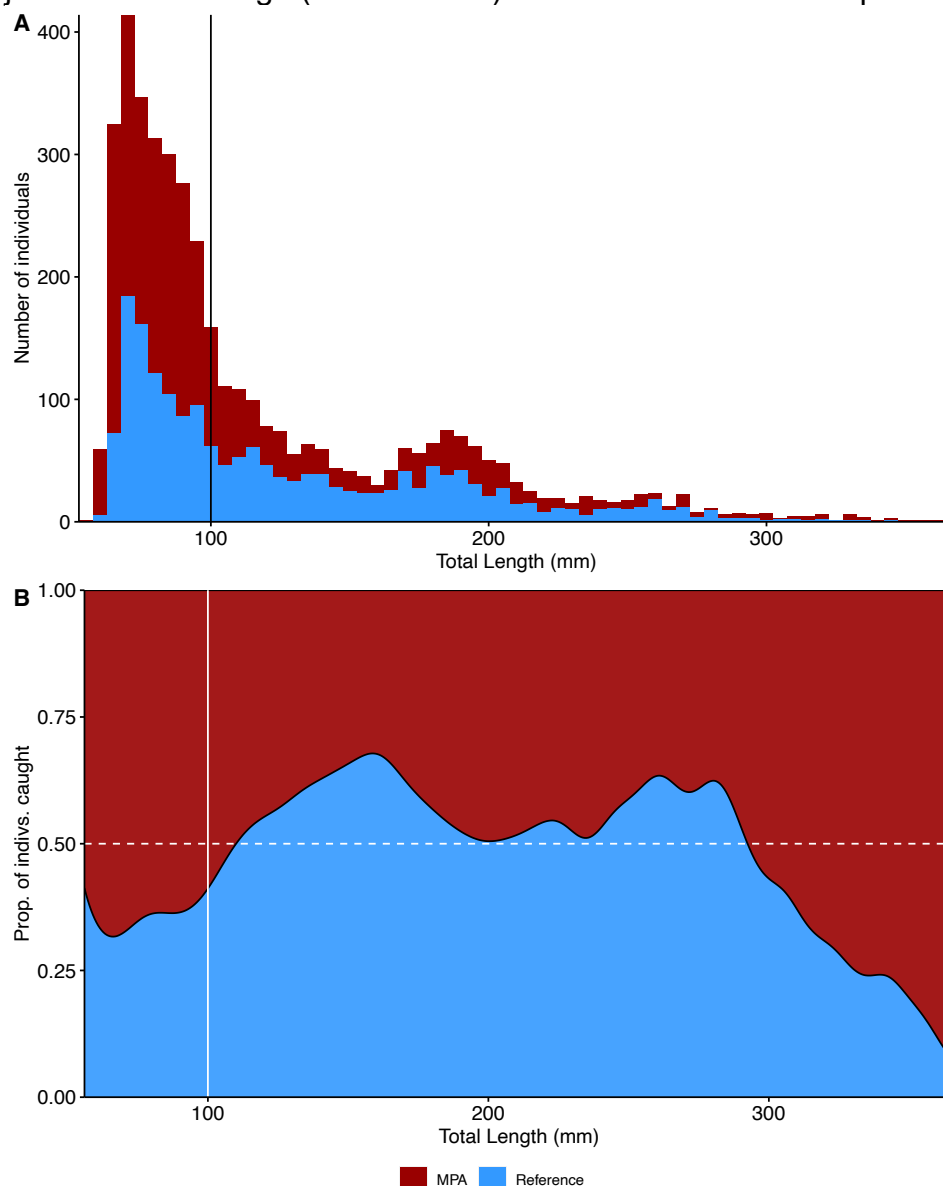 A
400
300
200
100
0
Number of individuals
100 200 300
Total Length (mm)
B
1.00
0.75
0.50
0.25
0.00
Prop. of indivs. caught
100 200 300
Total Length (mm)
MPA Reference